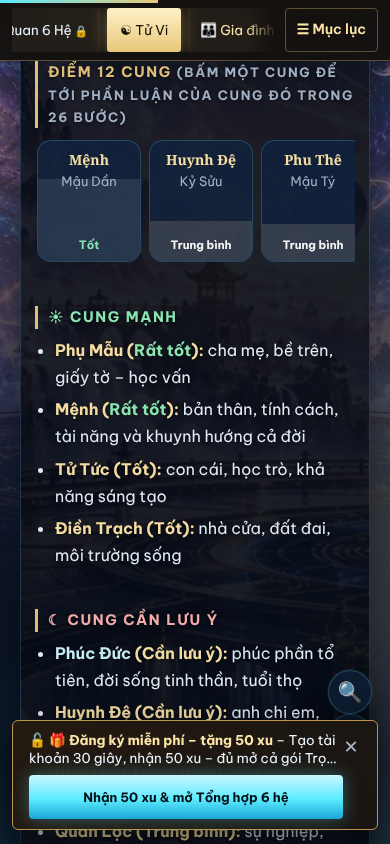 Quan 6 Hệ 🔒 ☯ Tử Vi 👪 Gia đình ☰ Mục lục
ĐIỂM 12 CUNG (BẤM MỘT CUNG ĐỂ
TỚI PHẦN LUẬN CỦA CUNG ĐÓ TRONG
26 BƯỚC)
Mệnh Huynh Đệ Phu Thê
Mậu Dần Kỷ Sửu Mậu Tý
Tốt Trung bình Trung bình
☀ CUNG MẠNH
• Phụ Mẫu (Rất tốt): cha mẹ, bề trên,
giấy tờ – học vấn
• Mệnh (Rất tốt): bản thân, tính cách,
tài năng và khuynh hướng cả đời
• Tử Tức (Tốt): con cái, học trò, khả
năng sáng tạo
• Điền Trạch (Tốt): nhà cửa, đất đai,
môi trường sống
☾ CUNG CẦN LƯU Ý
• Phúc Đức (Cần lưu ý): phúc phần tổ
tiên, đời sống tinh thần, tuổi thọ
• Huynh Đệ (Cần lưu ý): anh chị em,
🔓 🎁 Đăng ký miễn phí – tặng 50 xu – Tạo tài
khoản 30 giây, nhận 50 xu – đủ mở cả gói Trọ... ✕
Nhận 50 xu & mở Tổng hợp 6 hệ
• Quan Lộc (Trung bình): sự nghiệp,